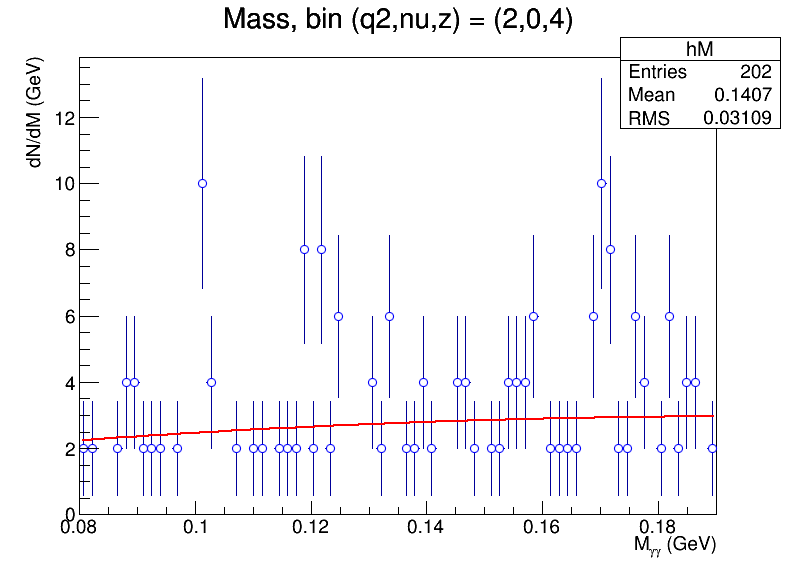 Mass, bin (q2,nu,z) = (2,0,4)
hM
Entries 202
Mean 0.1407
RMS 0.03109
dN/dM (GeV)
12
10
8
6
4
2
0
0.08 0.1 0.12 0.14 0.16 0.18
Mγγ (GeV)